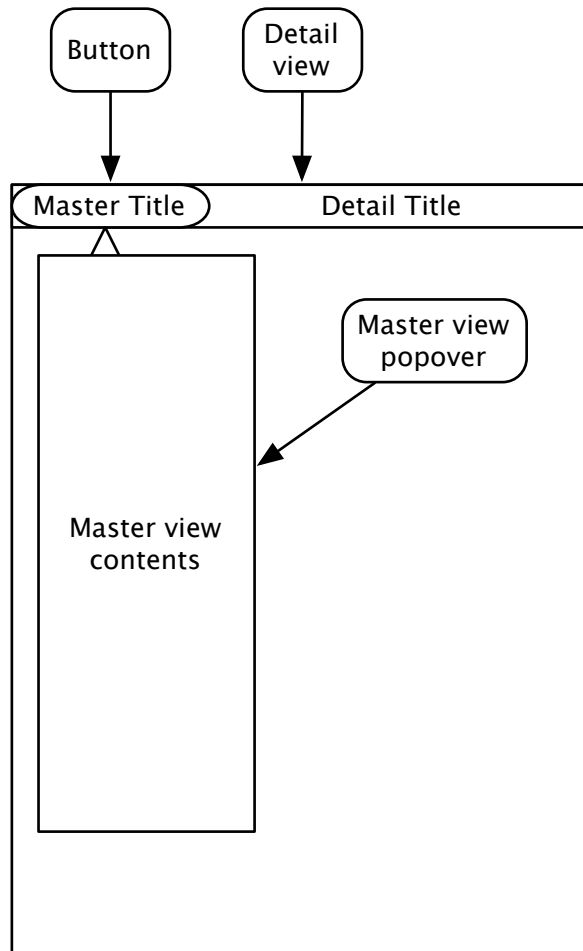 Button
Detail
view
Master Title
Detail Title
Master view
popover
Master view
contents